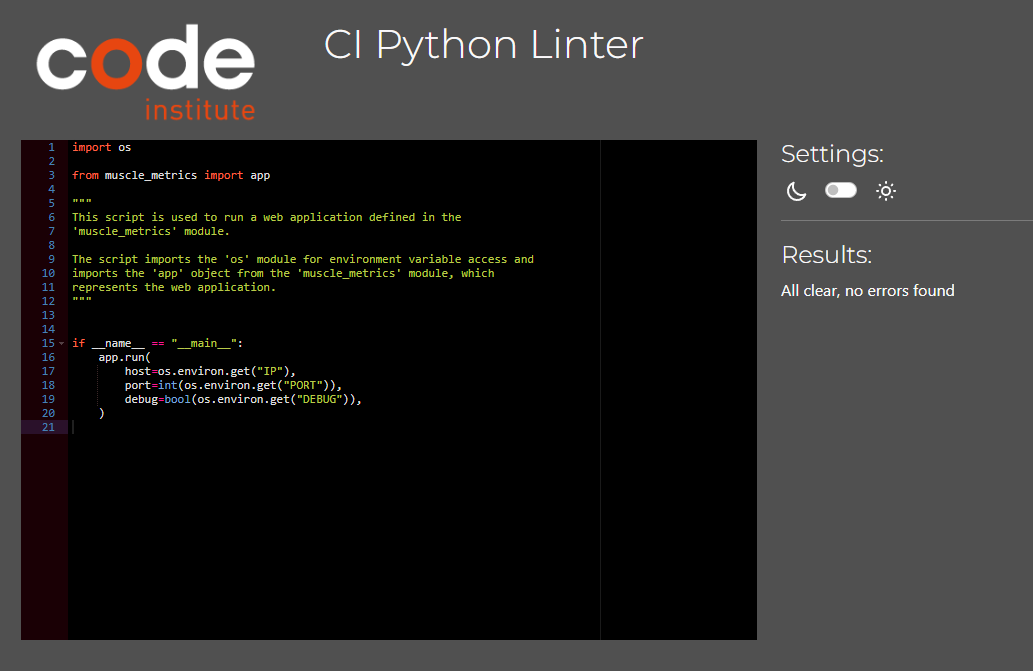 code
institute
CI Python Linter
1 import os
2
3 from muscle_metrics import app
4
5 """
6 This script is used to run a web application defined in the
7 'muscle_metrics' module.
8
9 The script imports the 'os' module for environment variable access and
10 imports the 'app' object from the 'muscle_metrics' module, which
11 represents the web application.
12 """
13
14
15 if __name__ == "__main__":
16     app.run(
17         host=os.environ.get("IP"),
18         port=int(os.environ.get("PORT")),
19         debug=bool(os.environ.get("DEBUG")),
20     )
21
Settings:
Results:
All clear, no errors found